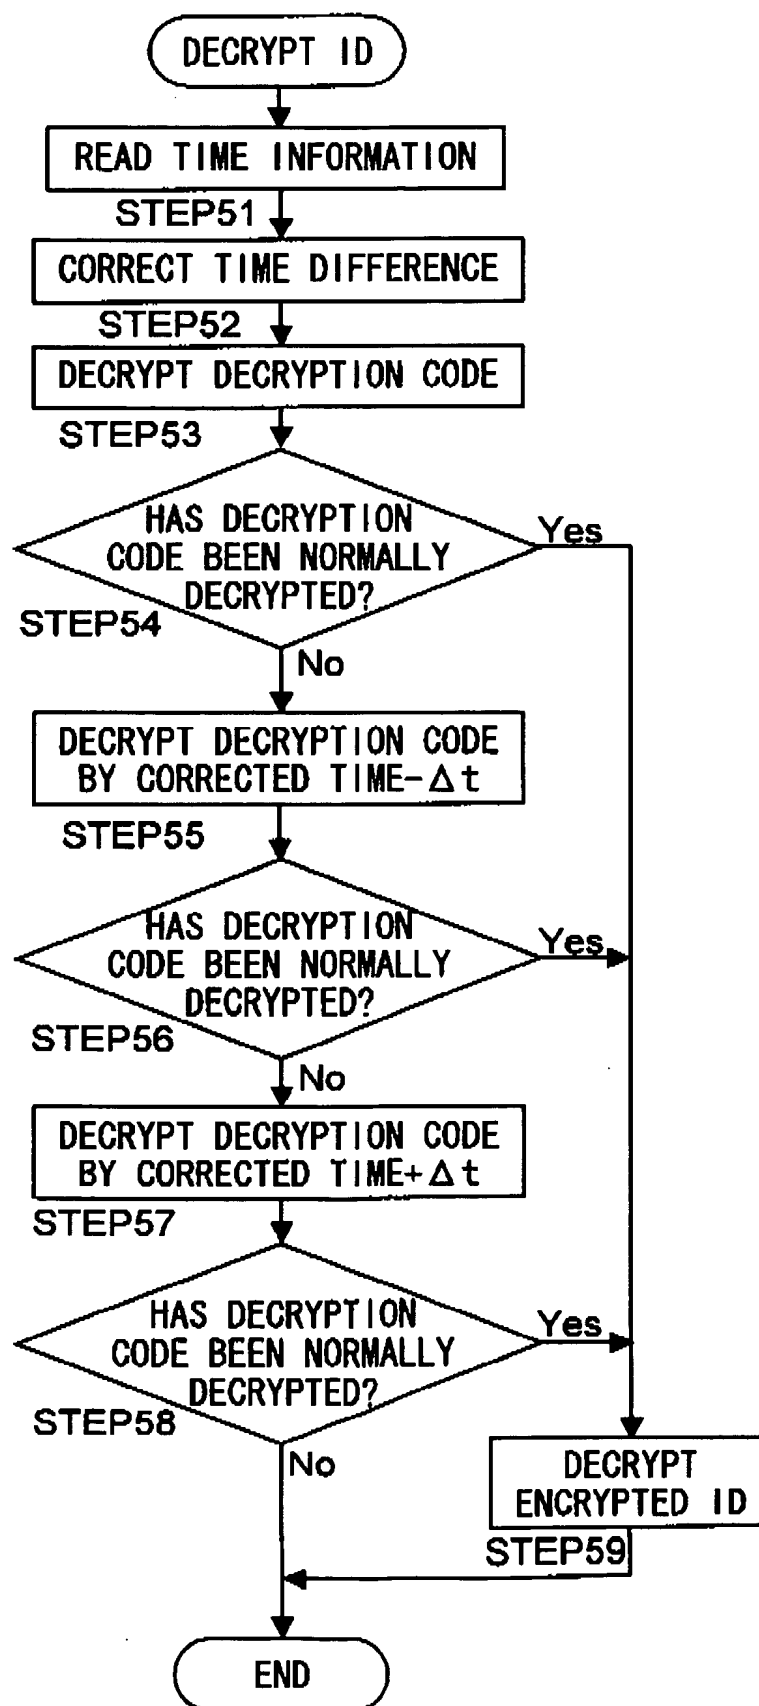 DECRYPT ID
READ TIME INFORMATION
STEP51
CORRECT TIME DIFFERENCE
STEP52
DECRYPT DECRYPTION CODE
STEP53
HAS DECRYPTION
CODE BEEN NORMALLY
DECRYPTED?
Yes
STEP54
No
DECRYPT DECRYPTION CODE
BY CORRECTED TIME-Δt
STEP55
HAS DECRYPTION
CODE BEEN NORMALLY
DECRYPTED?
Yes
STEP56
No
DECRYPT DECRYPTION CODE
BY CORRECTED TIME+Δt
STEP57
HAS DECRYPTION
CODE BEEN NORMALLY
DECRYPTED?
Yes
STEP58
No
DECRYPT
ENCRYPTED ID
STEP59
END